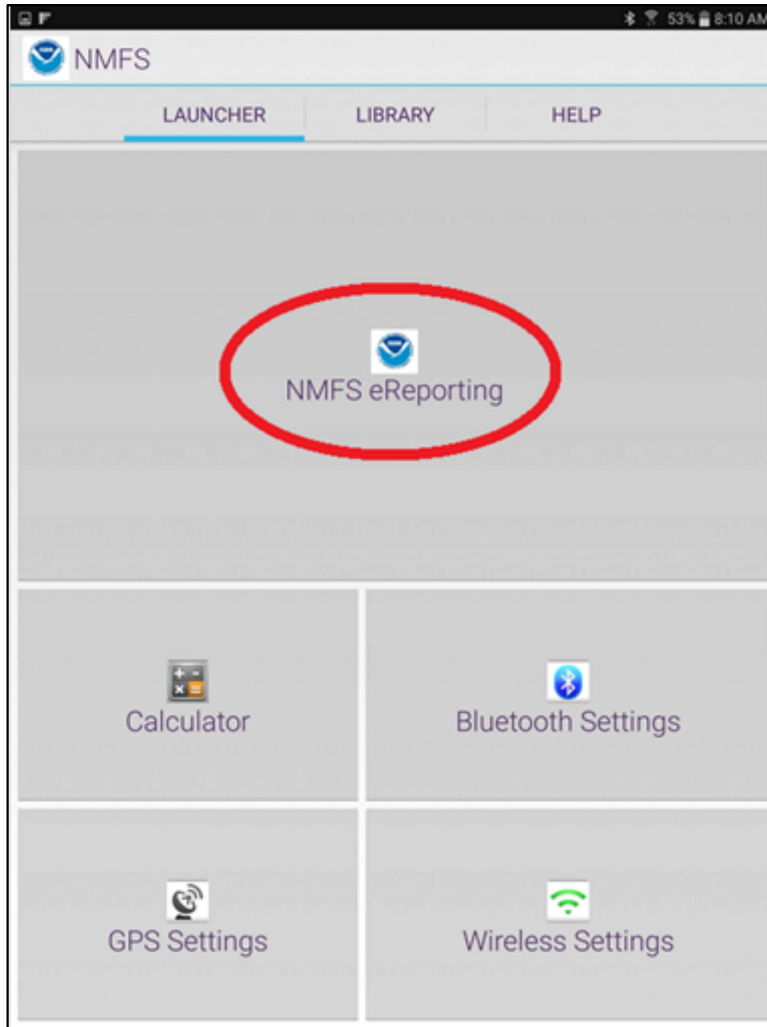 53% 8:10 AM
NMFS
LAUNCHER LIBRARY HELP
NMFS eReporting
Calculator Bluetooth Settings
GPS Settings Wireless Settings